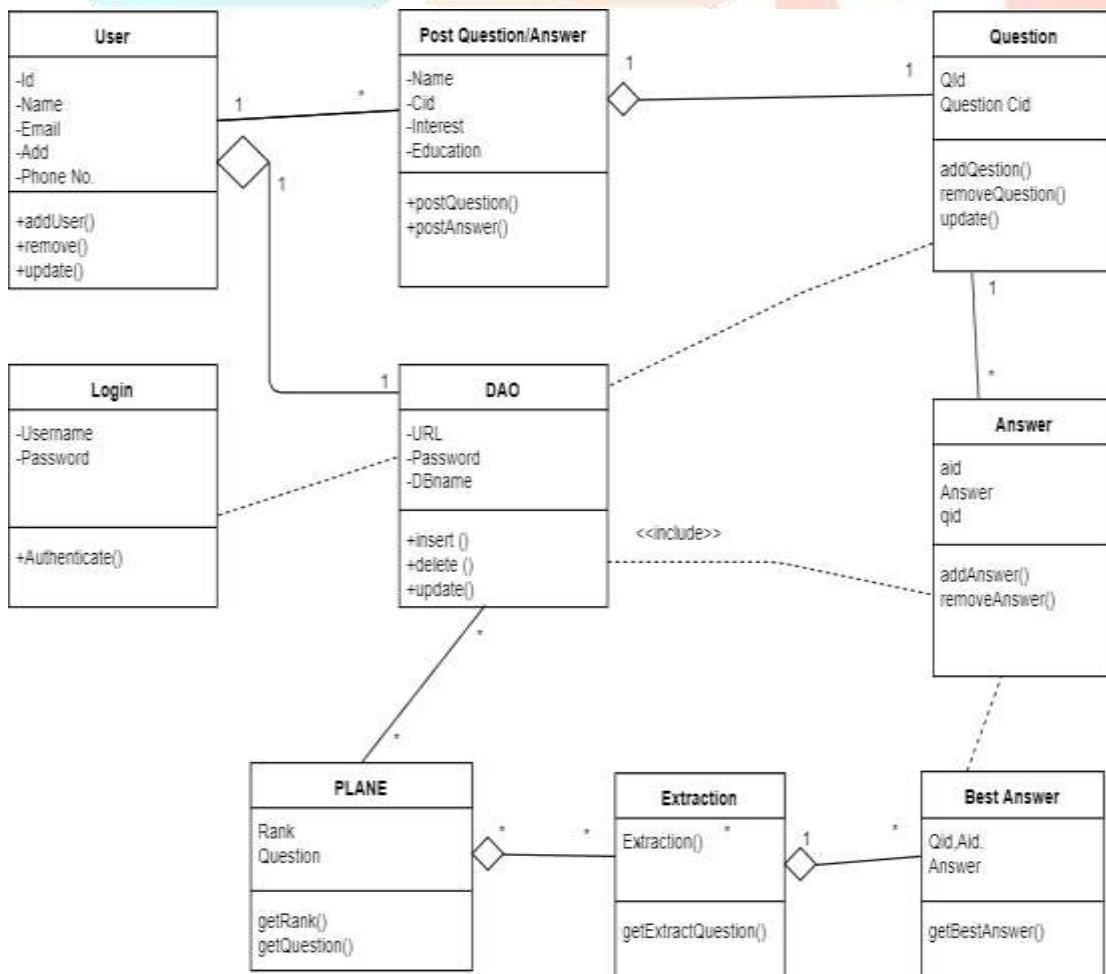 User
-Id
-Name
-Email
-Add
-Phone No.
+addUser()
+remove()
+update()
1
*
1
Post Question/Answer
-Name
-Cid
-Interest
-Education
+postQuestion()
+postAnswer()
1
1
Question
QId
Question Cid
addQestion()
removeQuestion()
update()
1
*
Login
-Username
-Password
+Authenticate()
1
DAO
-URL
-Password
-DBname
+insert ()
+delete ()
+update()
*
*
<<include>>
Answer
aid
Answer
qid
addAnswer()
removeAnswer()
PLANE
Rank
Question
getRank()
getQuestion()
*
*
Extraction
Extraction()
*
getExtractQuestion()
1
*
Best Answer
Qid,Aid.
Answer
getBestAnswer()